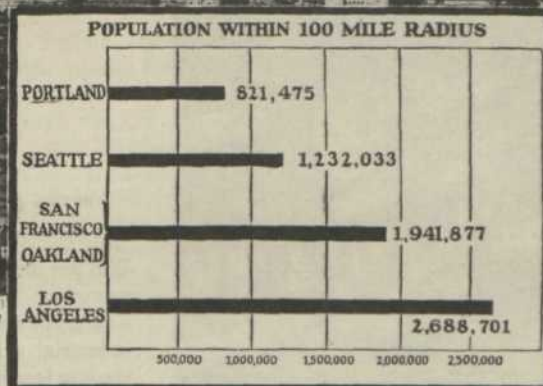 POPULATION WITHIN 100 MILE RADIUS
PORTLAND 821,475
SEATTLE 1,232,033
SAN
FRANCISCO
OAKLAND
1,941,877
LOS
ANGELES
2,688,701
500,000 1,000,000 1,500,000 2,000,000 2,500,000